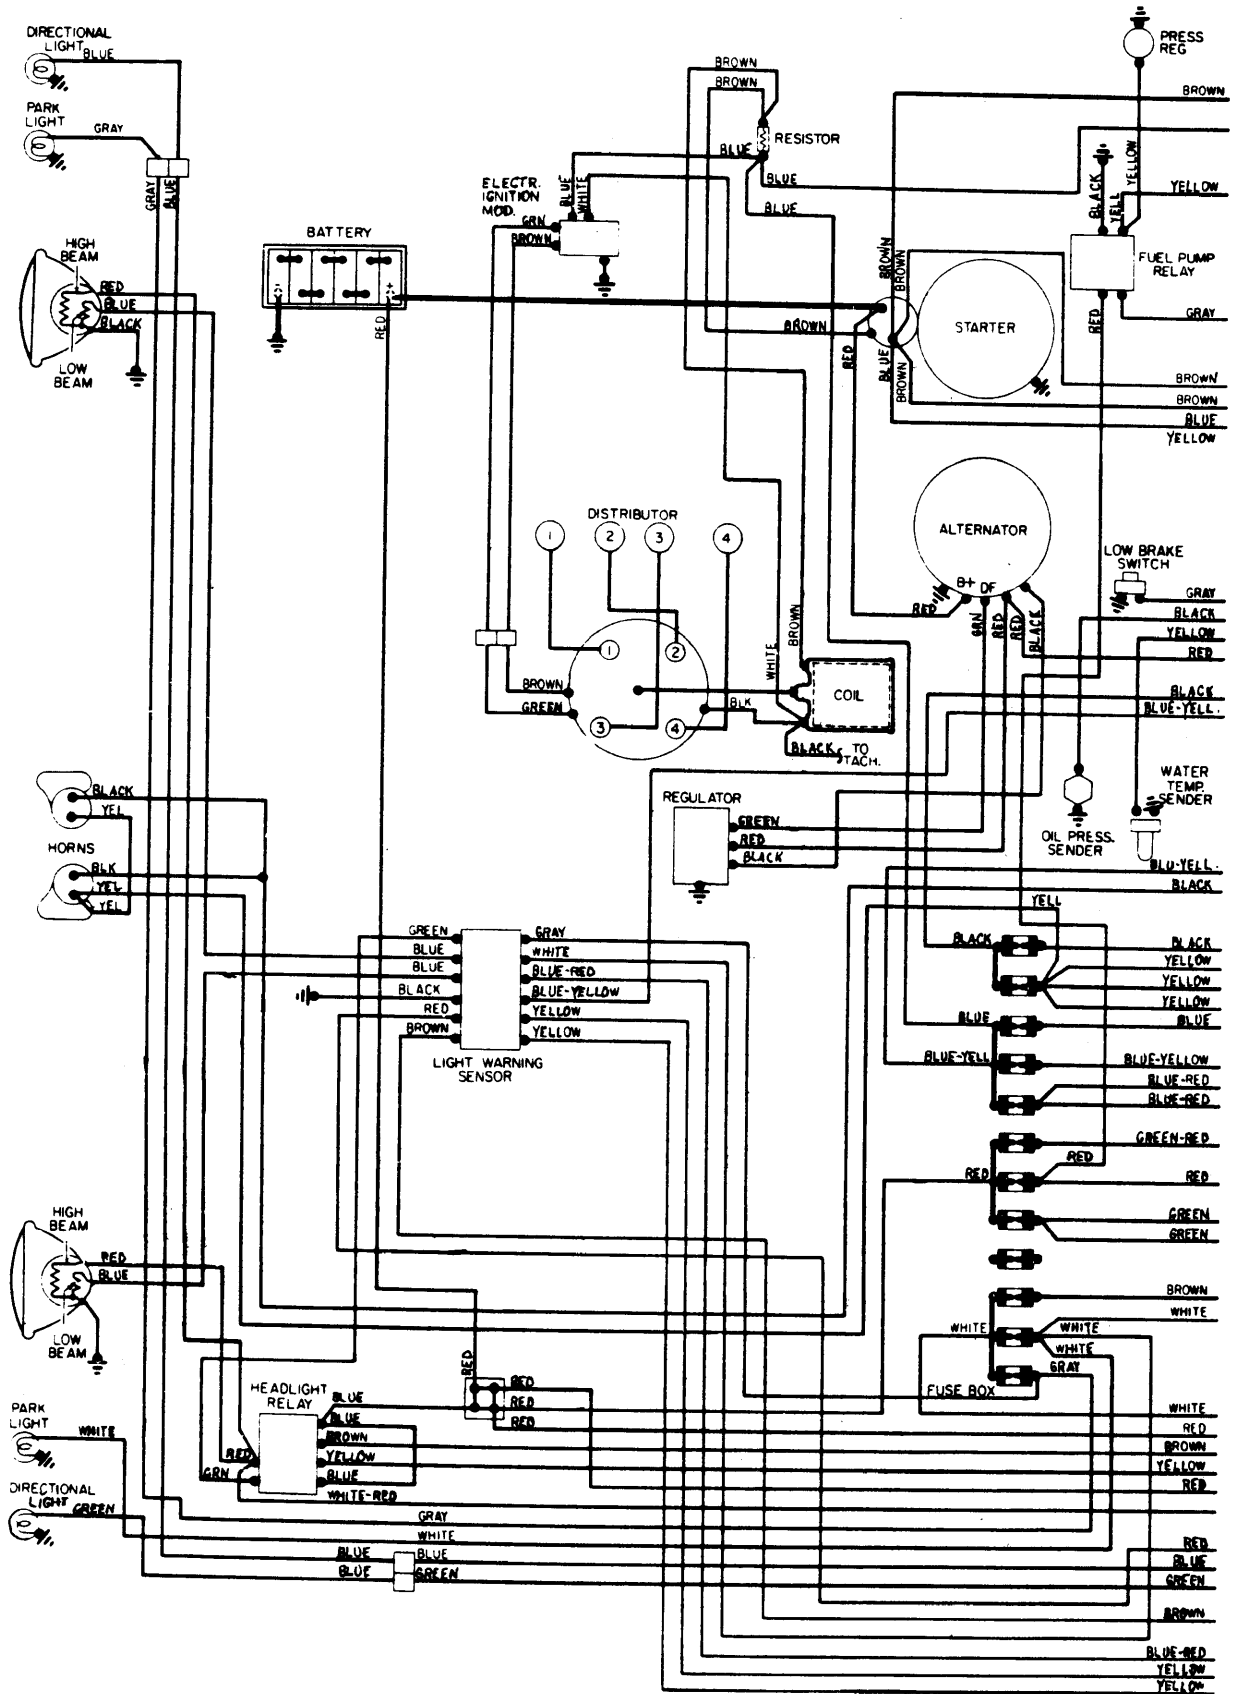 DIRECTIONAL
LIGHT
BLUE
PARK
LIGHT
GRAY
GRAY
BLUE
HIGH
BEAM
RED
BLUE
BLACK
LOW
BEAM
BATTERY
- +
RED
ELECTR.
IGNITION
MOD.
BLUE
WHITE
GRN
BROWN
BROWN
BROWN
RESISTOR
BLUE
BLUE
BLUE
PRESS
REG
BROWN
BLACK
YELL
YELLOW
YELLOW
FUEL PUMP
RELAY
RED
GRAY
BROWN
BROWN
BROWN
RED
BLUE
BROWN
STARTER
BROWN
BROWN
BLUE
YELLOW
DISTRIBUTOR
1
2
3
4
1
2
3
4
BROWN
GREEN
BLK
WHITE
BROWN
COIL
BLACK
TO
TACH.
ALTERNATOR
B+ DF
RED
GRN
RED
RED
BLACK
LOW BRAKE
SWITCH
GRAY
BLACK
YELLOW
RED
BLACK
BLUE-YELL.
WATER
TEMP.
SENDER
OIL PRESS.
SENDER
BLU-YELL.
BLACK
REGULATOR
GREEN
RED
BLACK
BLACK
YEL
HORNS
BLK
YEL
YEL
GREEN
BLUE
BLUE
BLACK
RED
BROWN
GRAY
WHITE
BLUE-RED
BLUE-YELLOW
YELLOW
YELLOW
LIGHT WARNING
SENSOR
YELL
BLACK
BLACK
YELLOW
YELLOW
YELLOW
BLUE
BLUE
BLUE-YELL
BLUE-YELLOW
BLUE-RED
BLUE-RED
GREEN-RED
RED
RED
RED
GREEN
GREEN
BROWN
WHITE
WHITE
WHITE
WHITE
GRAY
FUSE BOX
HIGH
BEAM
RED
BLUE
LOW
BEAM
HEADLIGHT
RELAY
RED
GRN
BLUE
BLUE
BROWN
YELLOW
BLUE
WHITE-RED
RED
RED
RED
RED
WHITE
RED
BROWN
YELLOW
RED
PARK
LIGHT
WHITE
DIRECTIONAL
LIGHT
GREEN
GRAY
WHITE
BLUE
BLUE
BLUE
GREEN
RED
BLUE
GREEN
BROWN
BLUE-RED
YELLOW
YELLOW